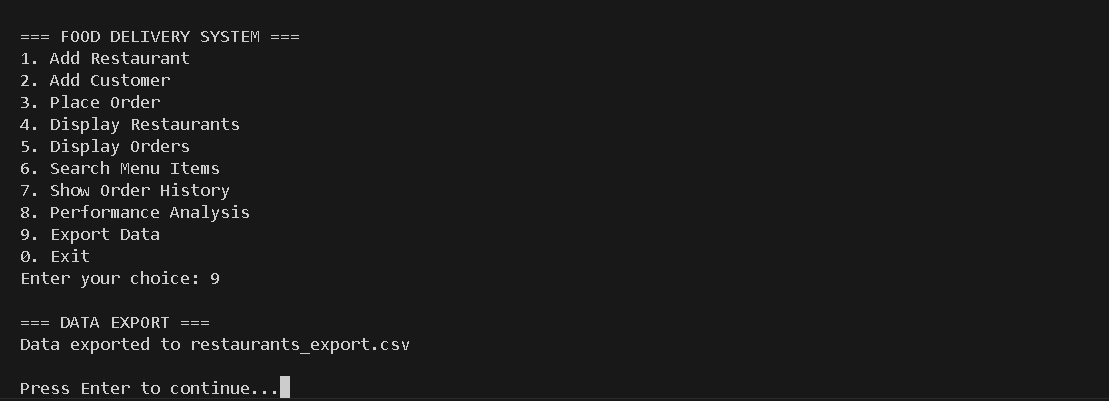 === FOOD DELIVERY SYSTEM ===
1. Add Restaurant
2. Add Customer
3. Place Order
4. Display Restaurants
5. Display Orders
6. Search Menu Items
7. Show Order History
8. Performance Analysis
9. Export Data
0. Exit
Enter your choice: 9
=== DATA EXPORT ===
Data exported to restaurants_export.csv
Press Enter to continue...